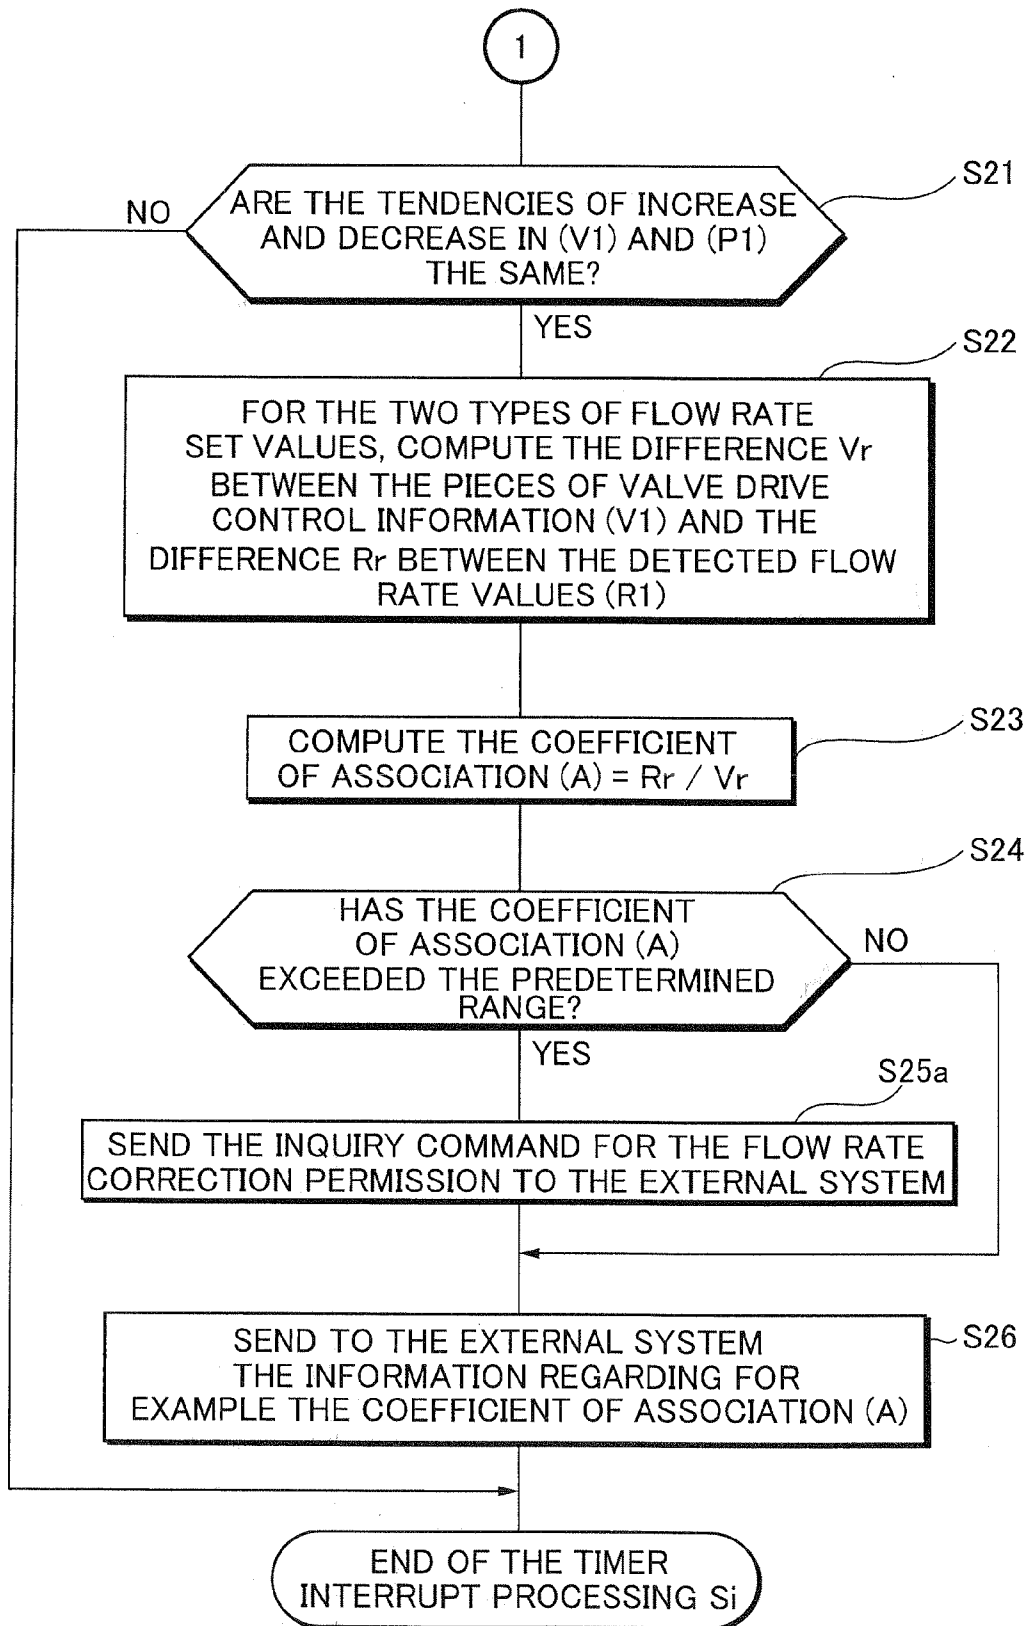 1
S21
NO
ARE THE TENDENCIES OF INCREASE
AND DECREASE IN (V1) AND (P1)
THE SAME?
YES
S22
FOR THE TWO TYPES OF FLOW RATE
SET VALUES, COMPUTE THE DIFFERENCE Vr
BETWEEN THE PIECES OF VALVE DRIVE
CONTROL INFORMATION (V1) AND THE
DIFFERENCE Rr BETWEEN THE DETECTED FLOW
RATE VALUES (R1)
S23
COMPUTE THE COEFFICIENT
OF ASSOCIATION (A) = Rr / Vr
S24
HAS THE COEFFICIENT
OF ASSOCIATION (A)
EXCEEDED THE PREDETERMINED
RANGE?
NO
YES
S25a
SEND THE INQUIRY COMMAND FOR THE FLOW RATE
CORRECTION PERMISSION TO THE EXTERNAL SYSTEM
S26
SEND TO THE EXTERNAL SYSTEM
THE INFORMATION REGARDING FOR
EXAMPLE THE COEFFICIENT OF ASSOCIATION (A)
END OF THE TIMER
INTERRUPT PROCESSING Si